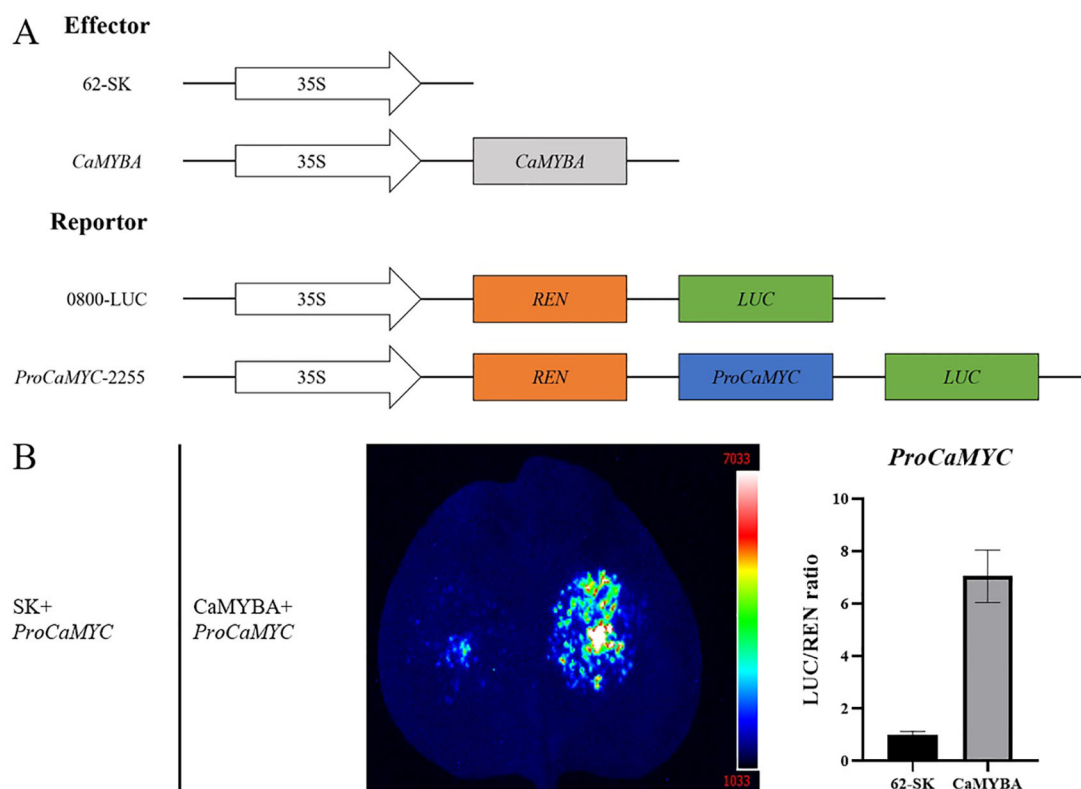 A
Effector
62-SK
35S
CaMYBA
35S
CaMYBA
Reportor
0800-LUC
35S
REN
LUC
ProCaMYC-2255
35S
REN
ProCaMYC
LUC
B
SK+
ProCaMYC
CaMYBA+
ProCaMYC
7033
1033
ProCaMYC
LUC/REN ratio
10
8
6
4
2
0
62-SK
CaMYBA